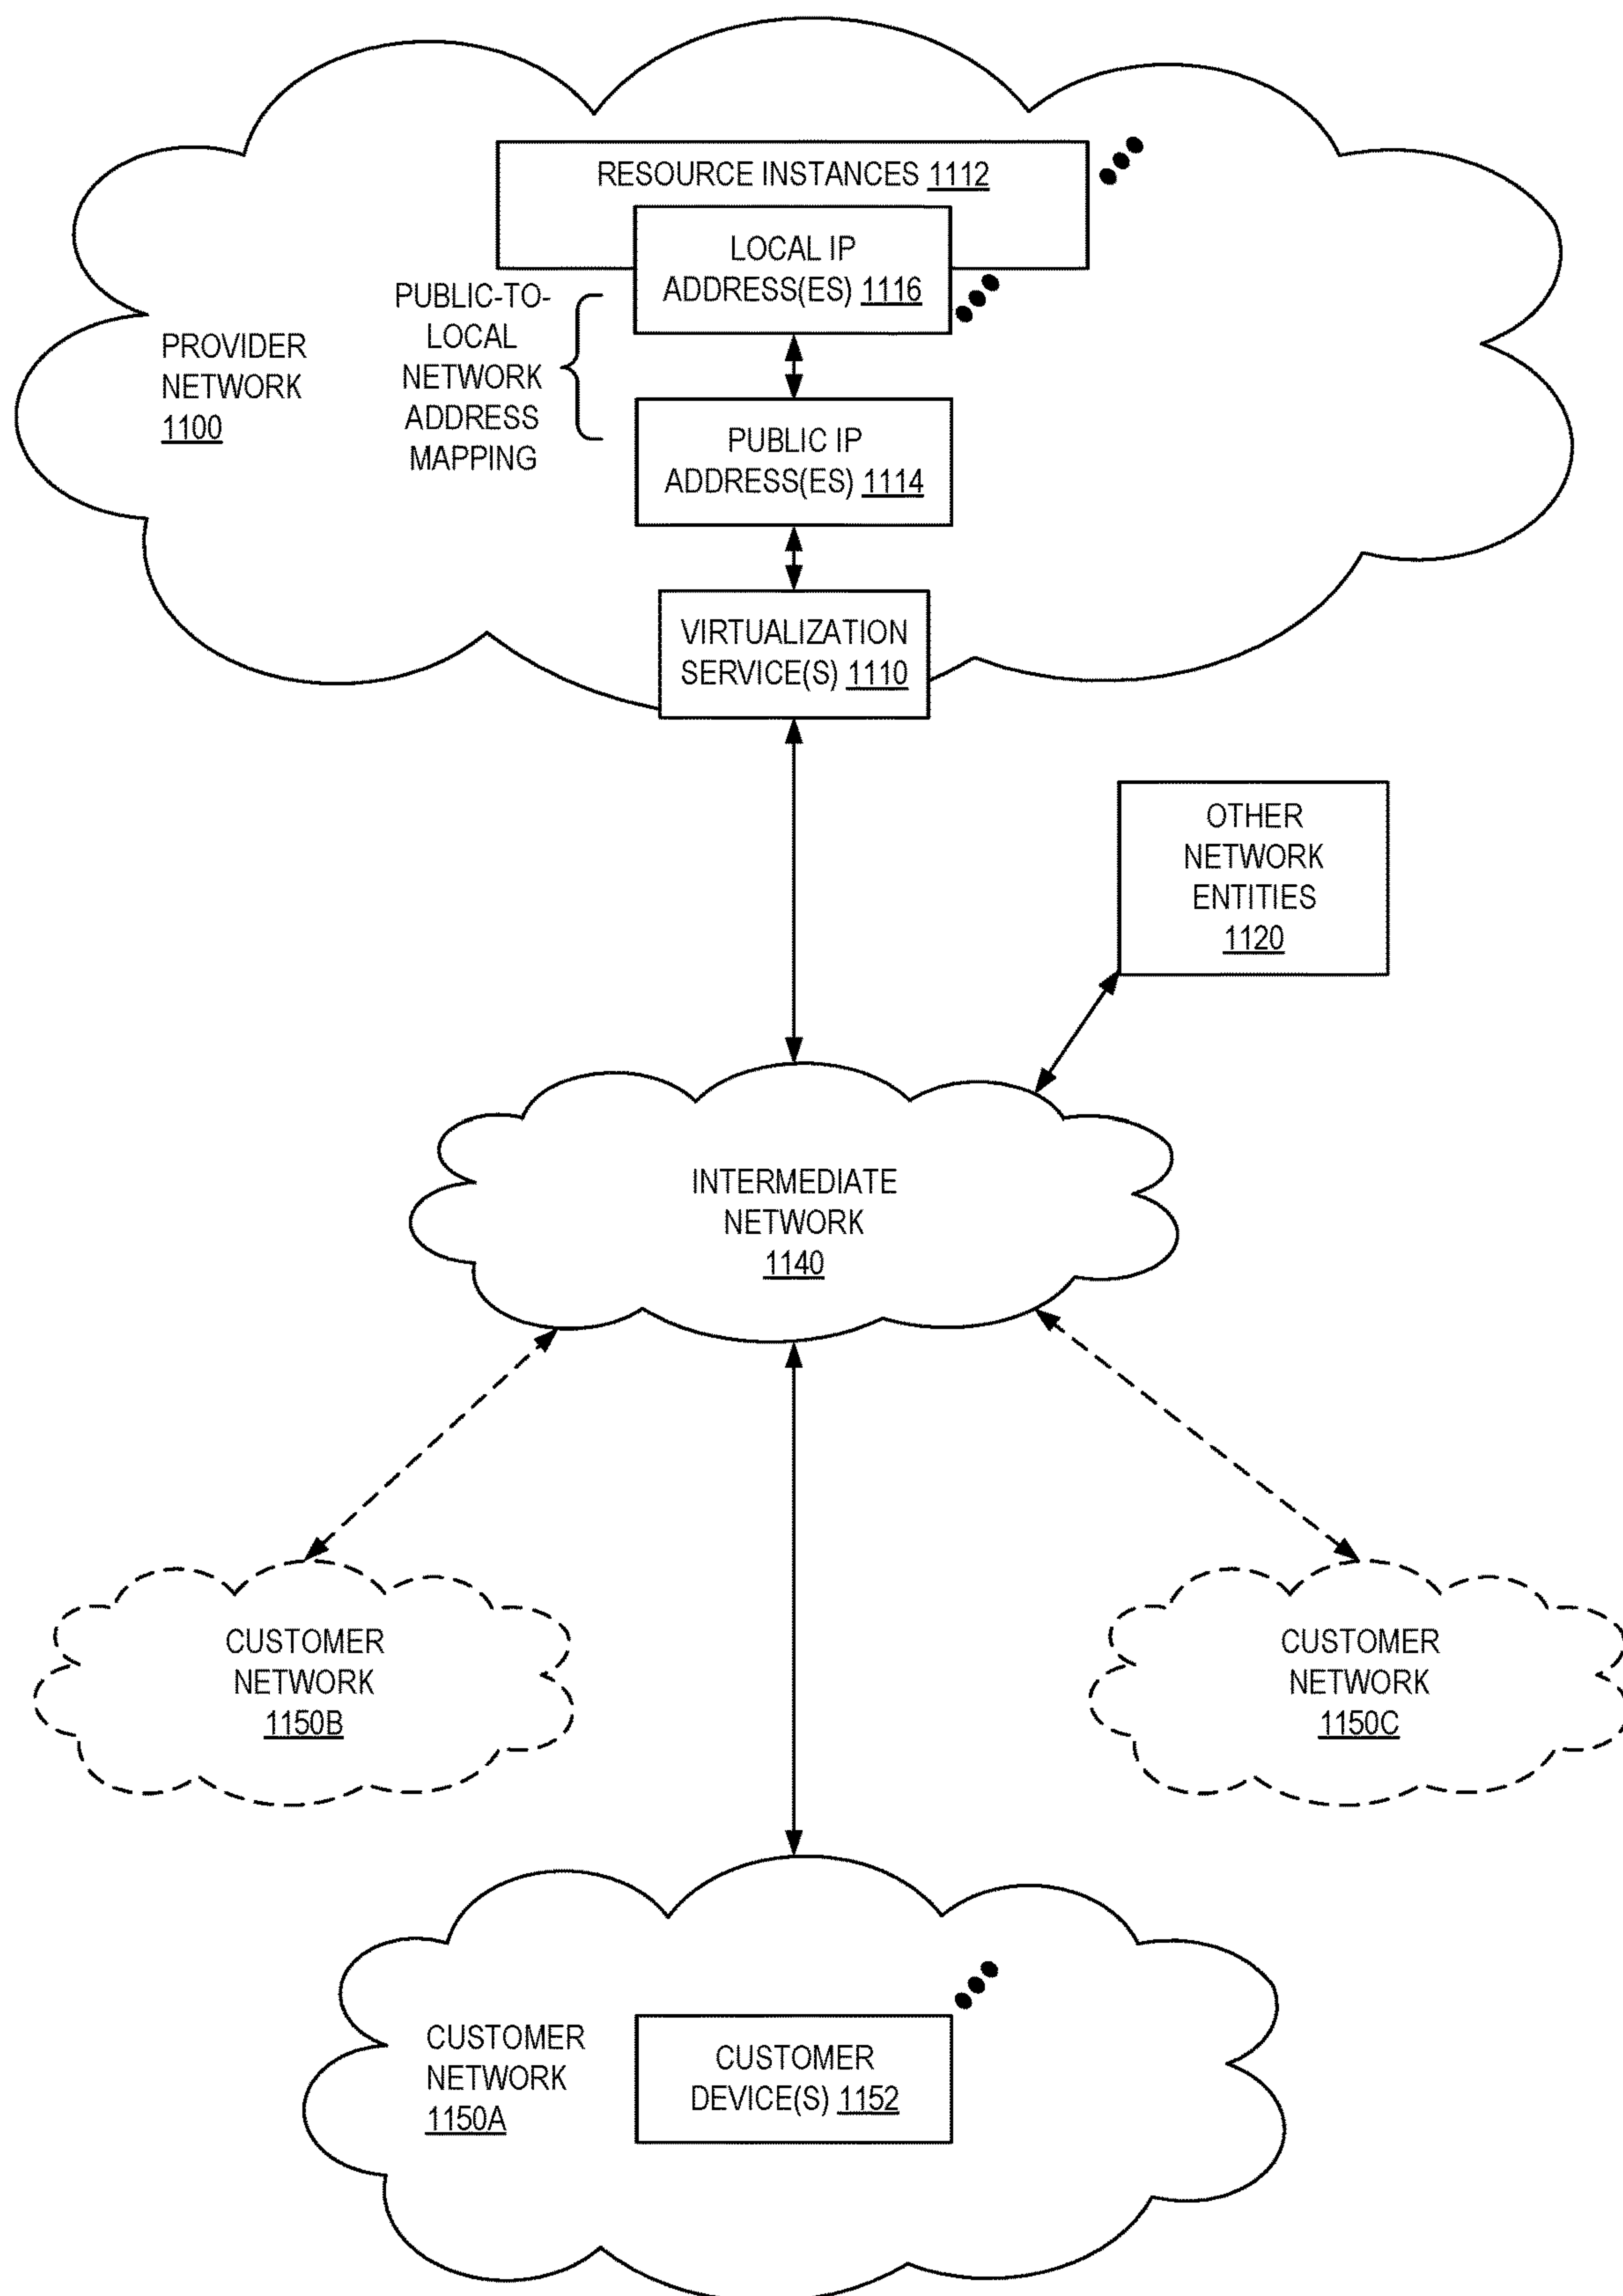 RESOURCE INSTANCES 1112
LOCAL IP
ADDRESS(ES) 1116
PUBLIC-TO-
LOCAL
NETWORK
ADDRESS
MAPPING
PROVIDER
NETWORK
1100
PUBLIC IP
ADDRESS(ES) 1114
VIRTUALIZATION
SERVICE(S) 1110
OTHER
NETWORK
ENTITIES
1120
INTERMEDIATE
NETWORK
1140
CUSTOMER
NETWORK
1150B
CUSTOMER
NETWORK
1150C
CUSTOMER
NETWORK
1150A
CUSTOMER
DEVICE(S) 1152